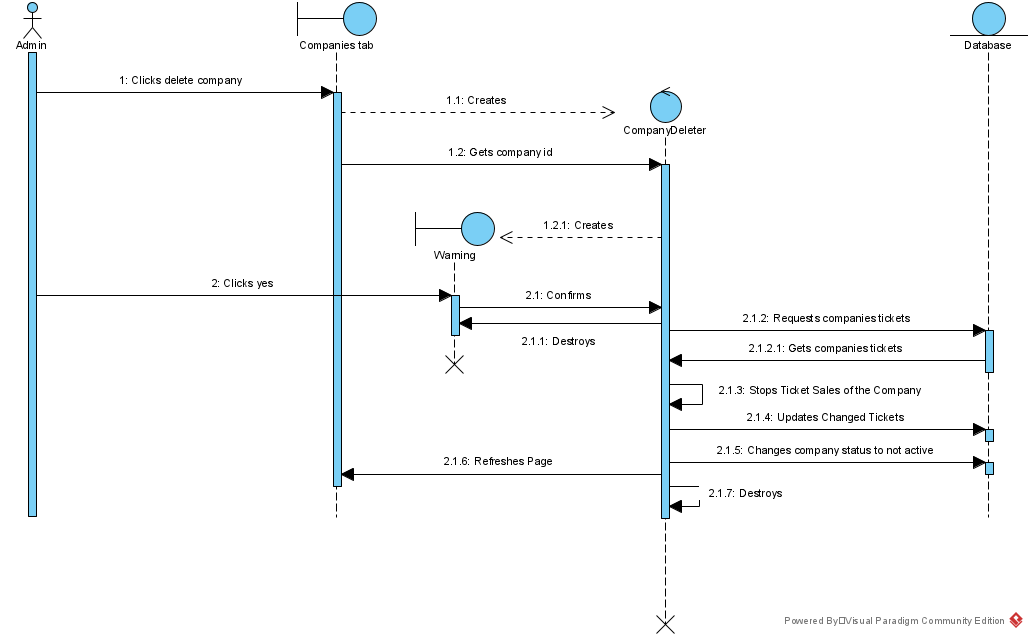 Admin
Companies tab
Database
1: Clicks delete company
1.1: Creates
CompanyDeleter
1.2: Gets company id
1.2.1: Creates
Warning
2: Clicks yes
2.1: Confirms
2.1.2: Requests companies tickets
2.1.1: Destroys
2.1.2.1: Gets companies tickets
2.1.3: Stops Ticket Sales of the Company
2.1.4: Updates Changed Tickets
2.1.5: Changes company status to not active
2.1.6: Refreshes Page
2.1.7: Destroys
Powered By Visual Paradigm Community Edition